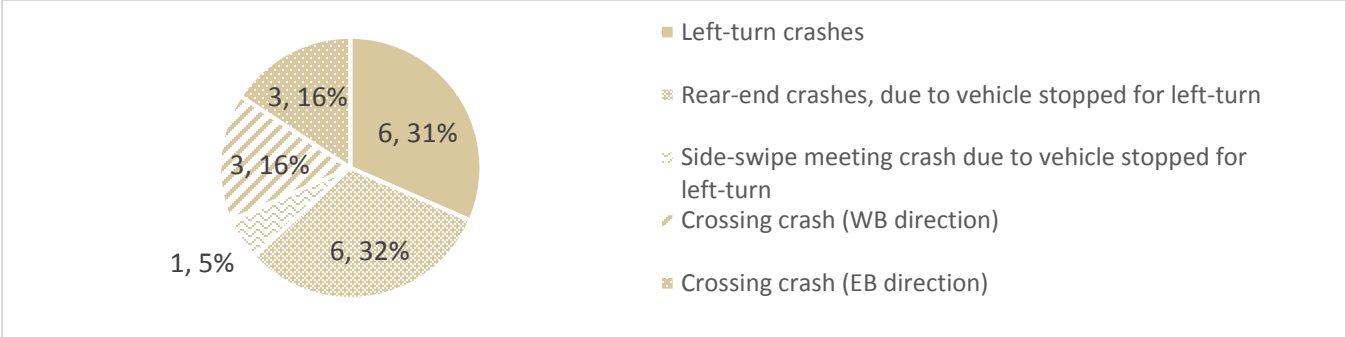 3, 16%
6, 31%
3, 16%
6, 32%
1, 5%
Left-turn crashes
Rear-end crashes, due to vehicle stopped for left-turn
Side-swipe meeting crash due to vehicle stopped for
left-turn
Crossing crash (WB direction)
Crossing crash (EB direction)